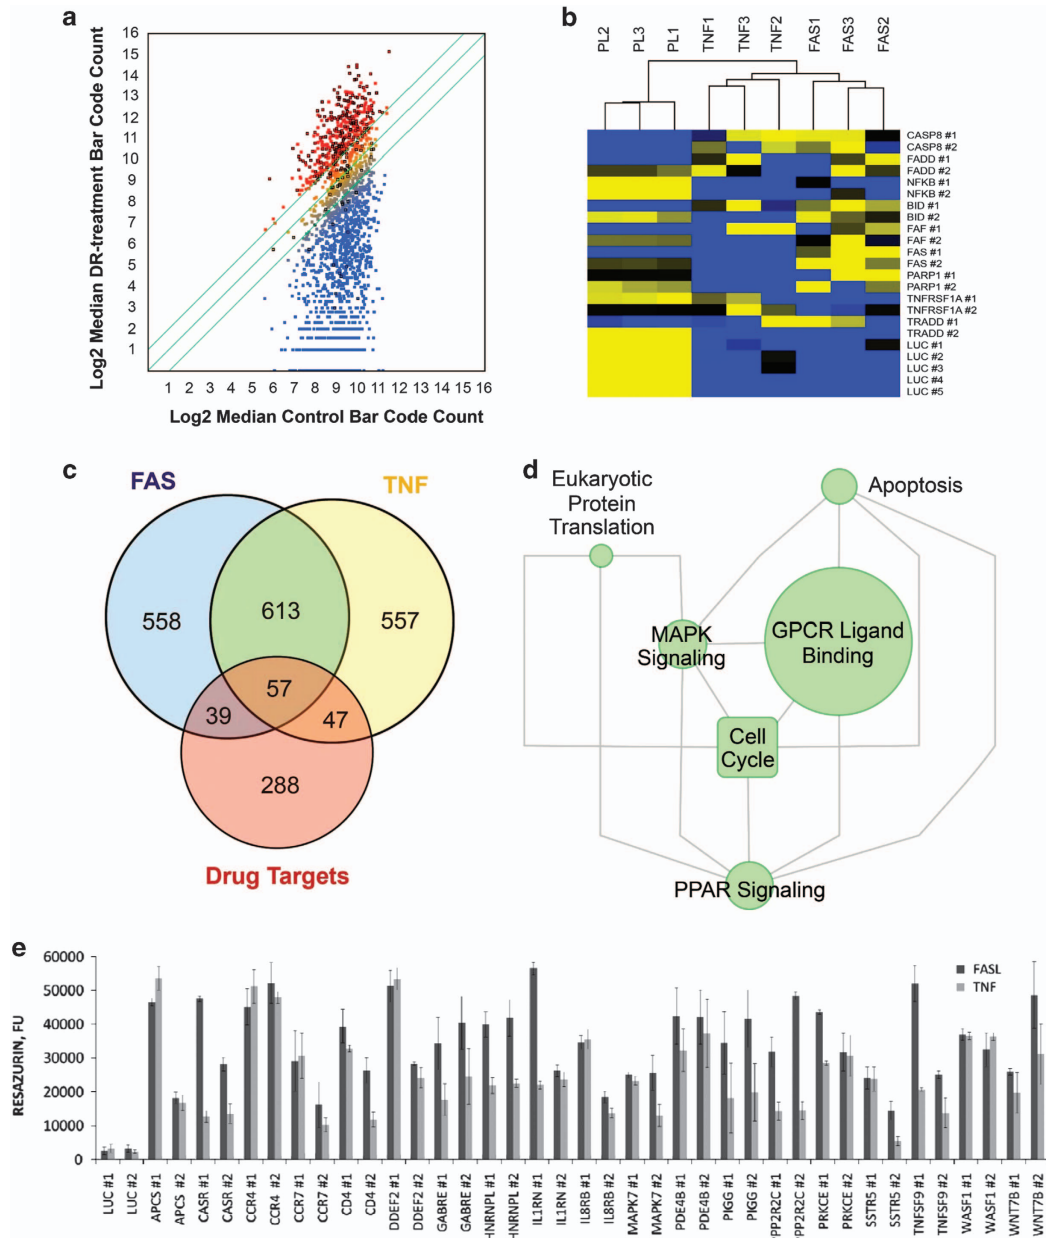 a
Log2 Median DR-treatment Bar Code Count
16
15
14
13
12
11
10
9
8
7
6
5
4
3
2
1
1 2 3 4 5 6 7 8 9 10 11 12 13 14 15 16
Log2 Median Control Bar Code Count
b
PL2 PL3 PL1 TNF1 TNF3 TNF2 FAS1 FAS3 FAS2
CASP8 #1
CASP8 #2
FADD #1
FADD #2
NFKB #1
NFKB #2
BID #1
BID #2
FAF #1
FAF #2
FAS #1
FAS #2
PARP1 #1
PARP1 #2
TNFRSF1A #1
TNFRSF1A #2
TRADD #1
TRADD #2
LUC #1
LUC #2
LUC #3
LUC #4
LUC #5
c
FAS
TNF
558
613
557
57
39
47
288
Drug Targets
d
Eukaryotic
Protein
Translation
Apoptosis
MAPK
Signaling
GPCR Ligand
Binding
Cell
Cycle
PPAR Signaling
e
RESAZURIN, FU
60000
50000
40000
30000
20000
10000
0
FASL
TNF
LUC #1
LUC #2
APCS #1
APCS #2
CASR #1
CASR #2
CCR4 #1
CCR4 #2
CCR7 #1
CCR7 #2
CD4 #1
CD4 #2
DDEF2 #1
DDEF2 #2
GABRE #1
GABRE #2
HNRNPL #1
HNRNPL #2
IL1RN #1
IL1RN #2
IL8RB #1
IL8RB #2
MAPK7 #1
MAPK7 #2
PDE4B #1
PDE4B #2
PIGG #1
PIGG #2
PP2R2C #1
PP2R2C #2
PRKCE #1
PRKCE #2
SSTR5 #1
SSTR5 #2
TNFSF9 #1
TNFSF9 #2
WASF1 #1
WASF1 #2
WNT7B #1
WNT7B #2